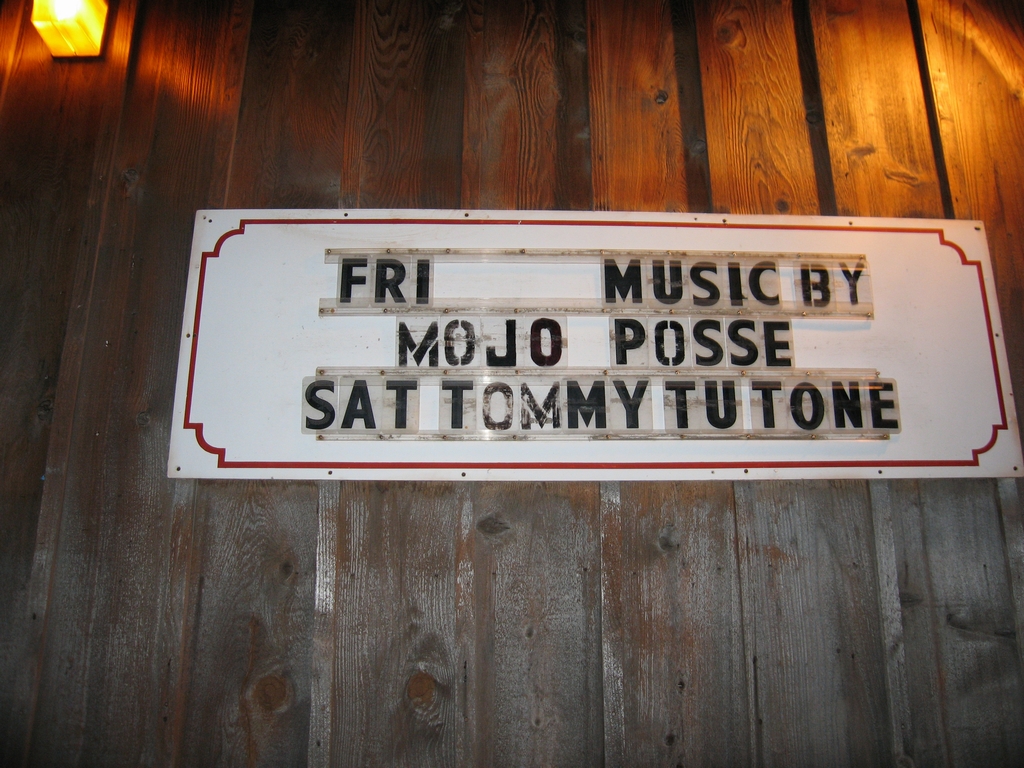 FRI MUSIC BY
MOJO POSSE
SAT TOMMY TUTONE